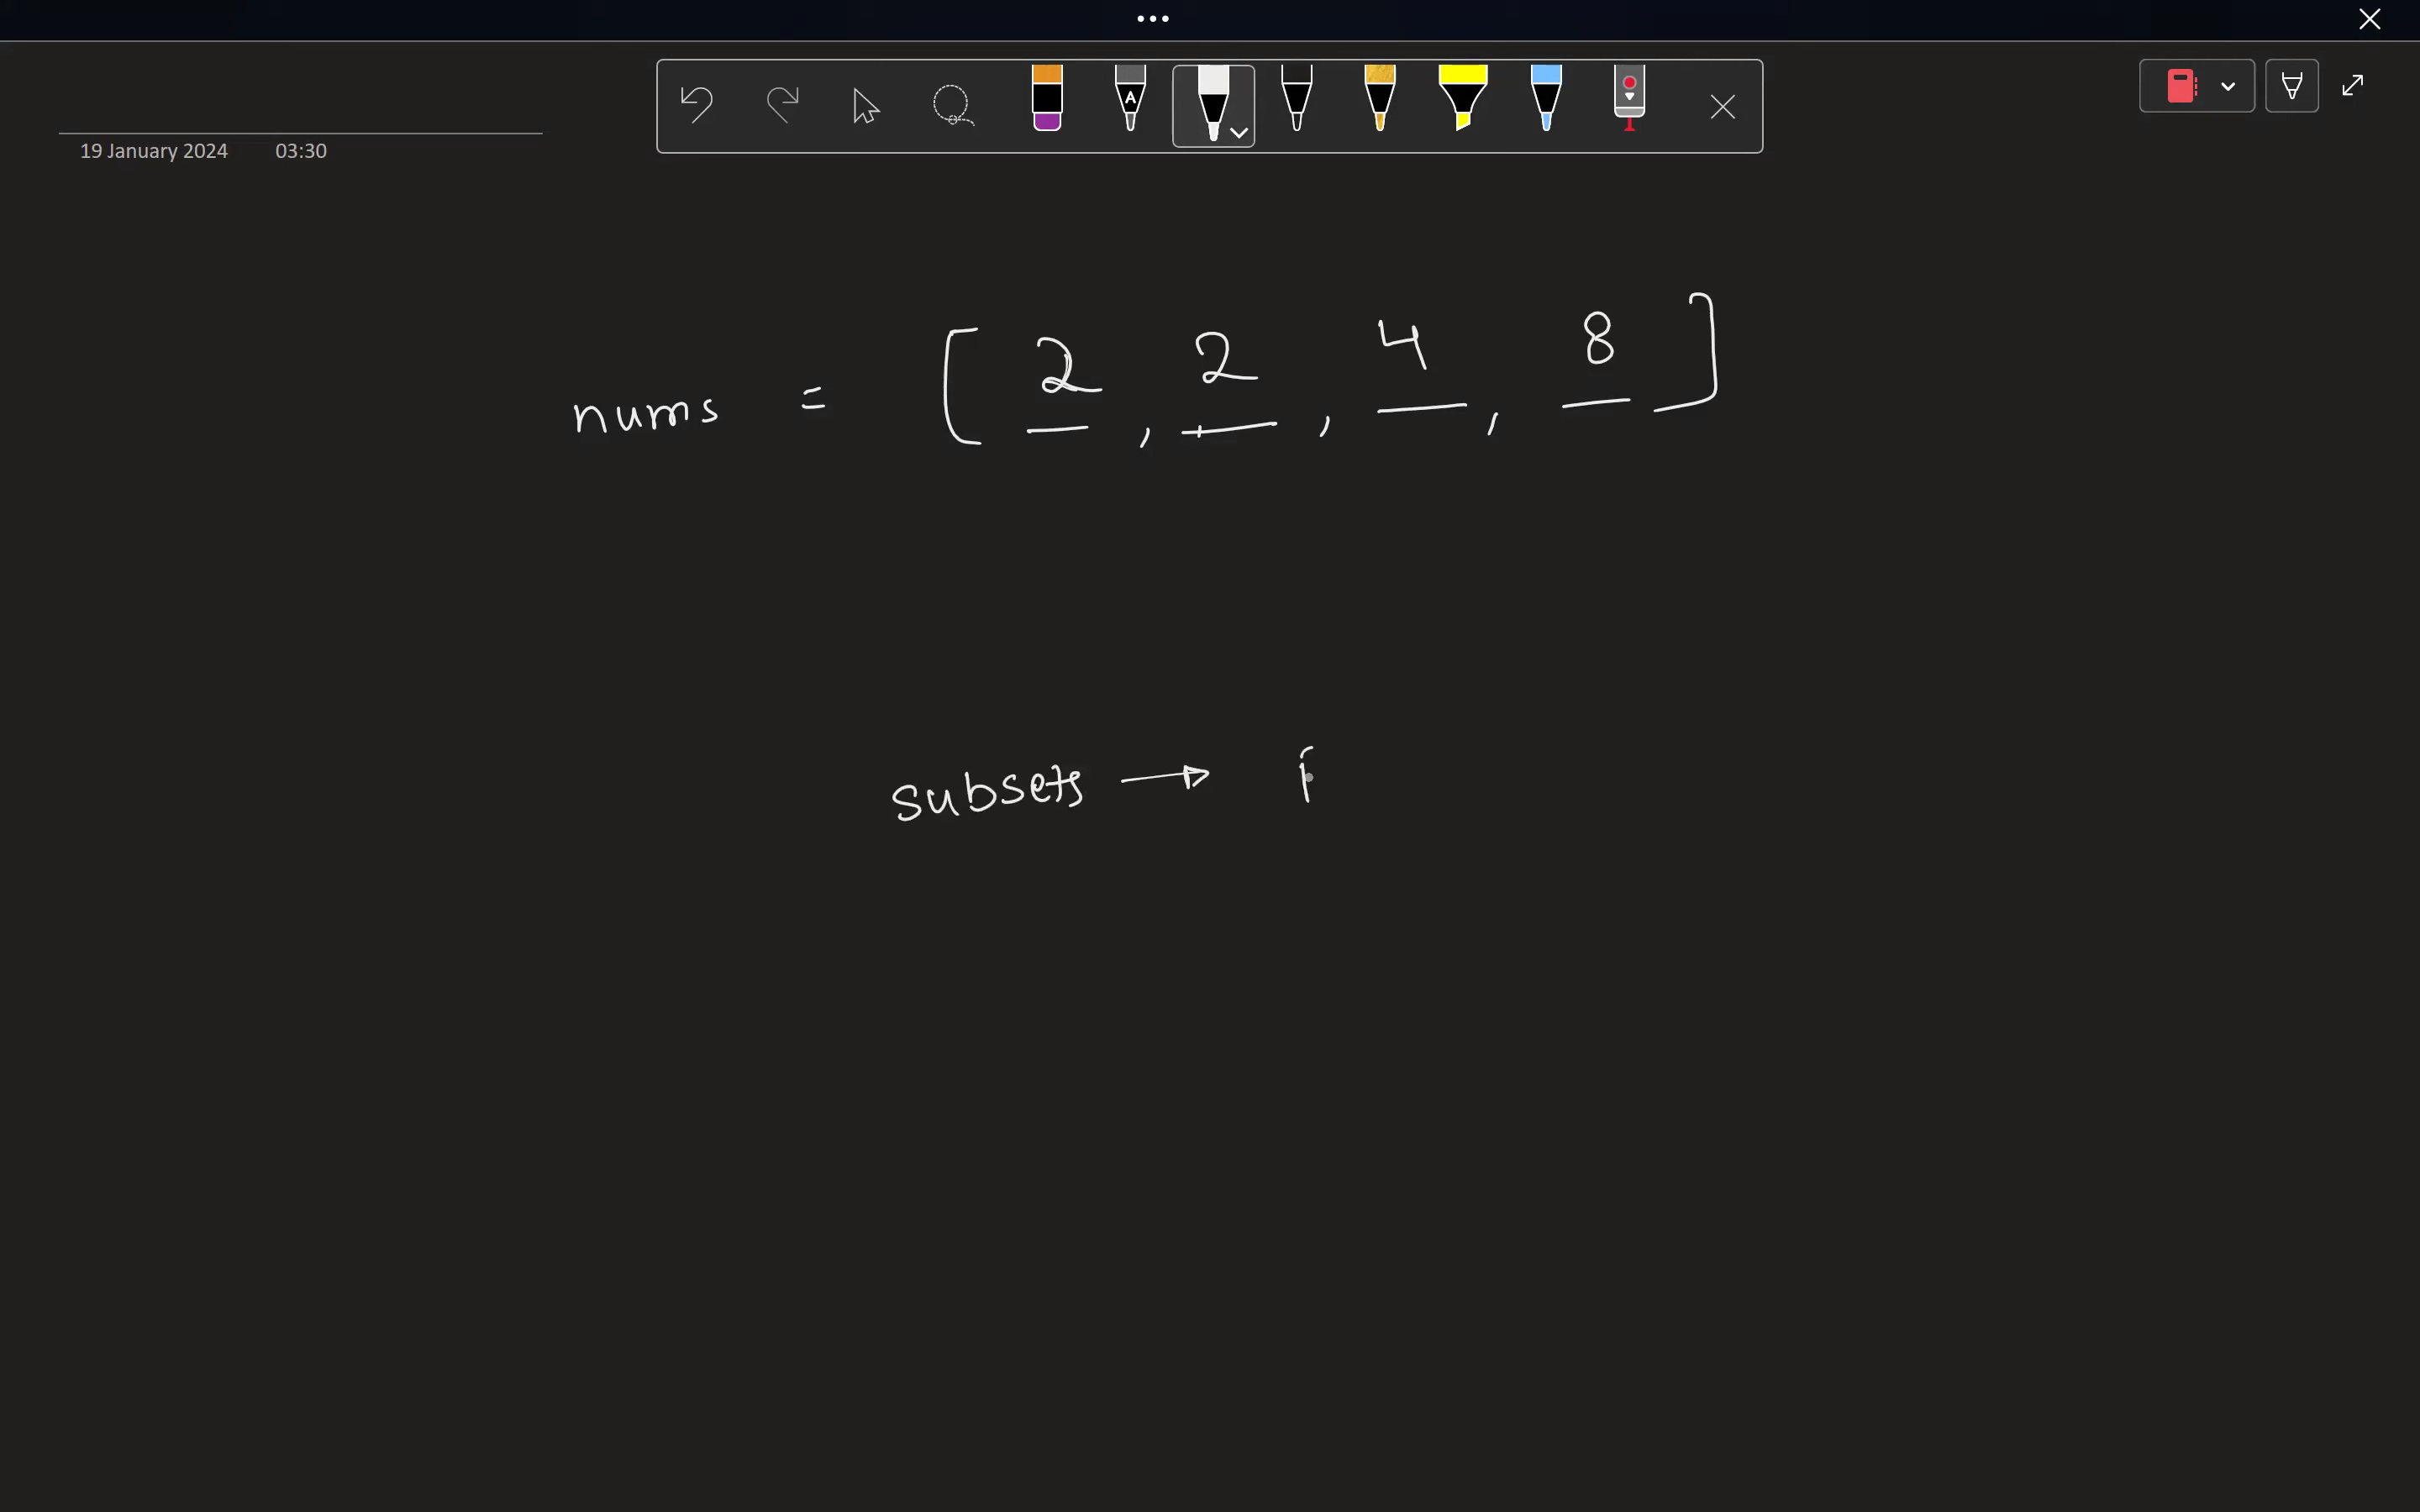 19 January 2024 03:30
nums = [ 2, 2, 4, 8 ]
subsets →